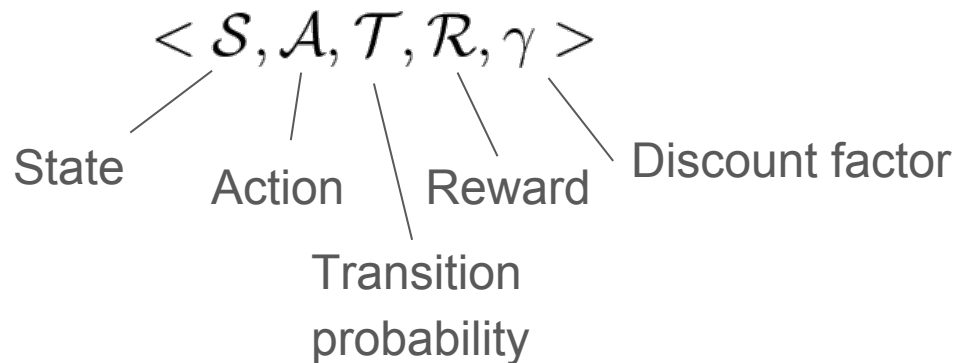 < 𝒮, 𝒜, 𝒯, ℛ, γ >
State
Action
Reward
Discount factor
Transition
probability